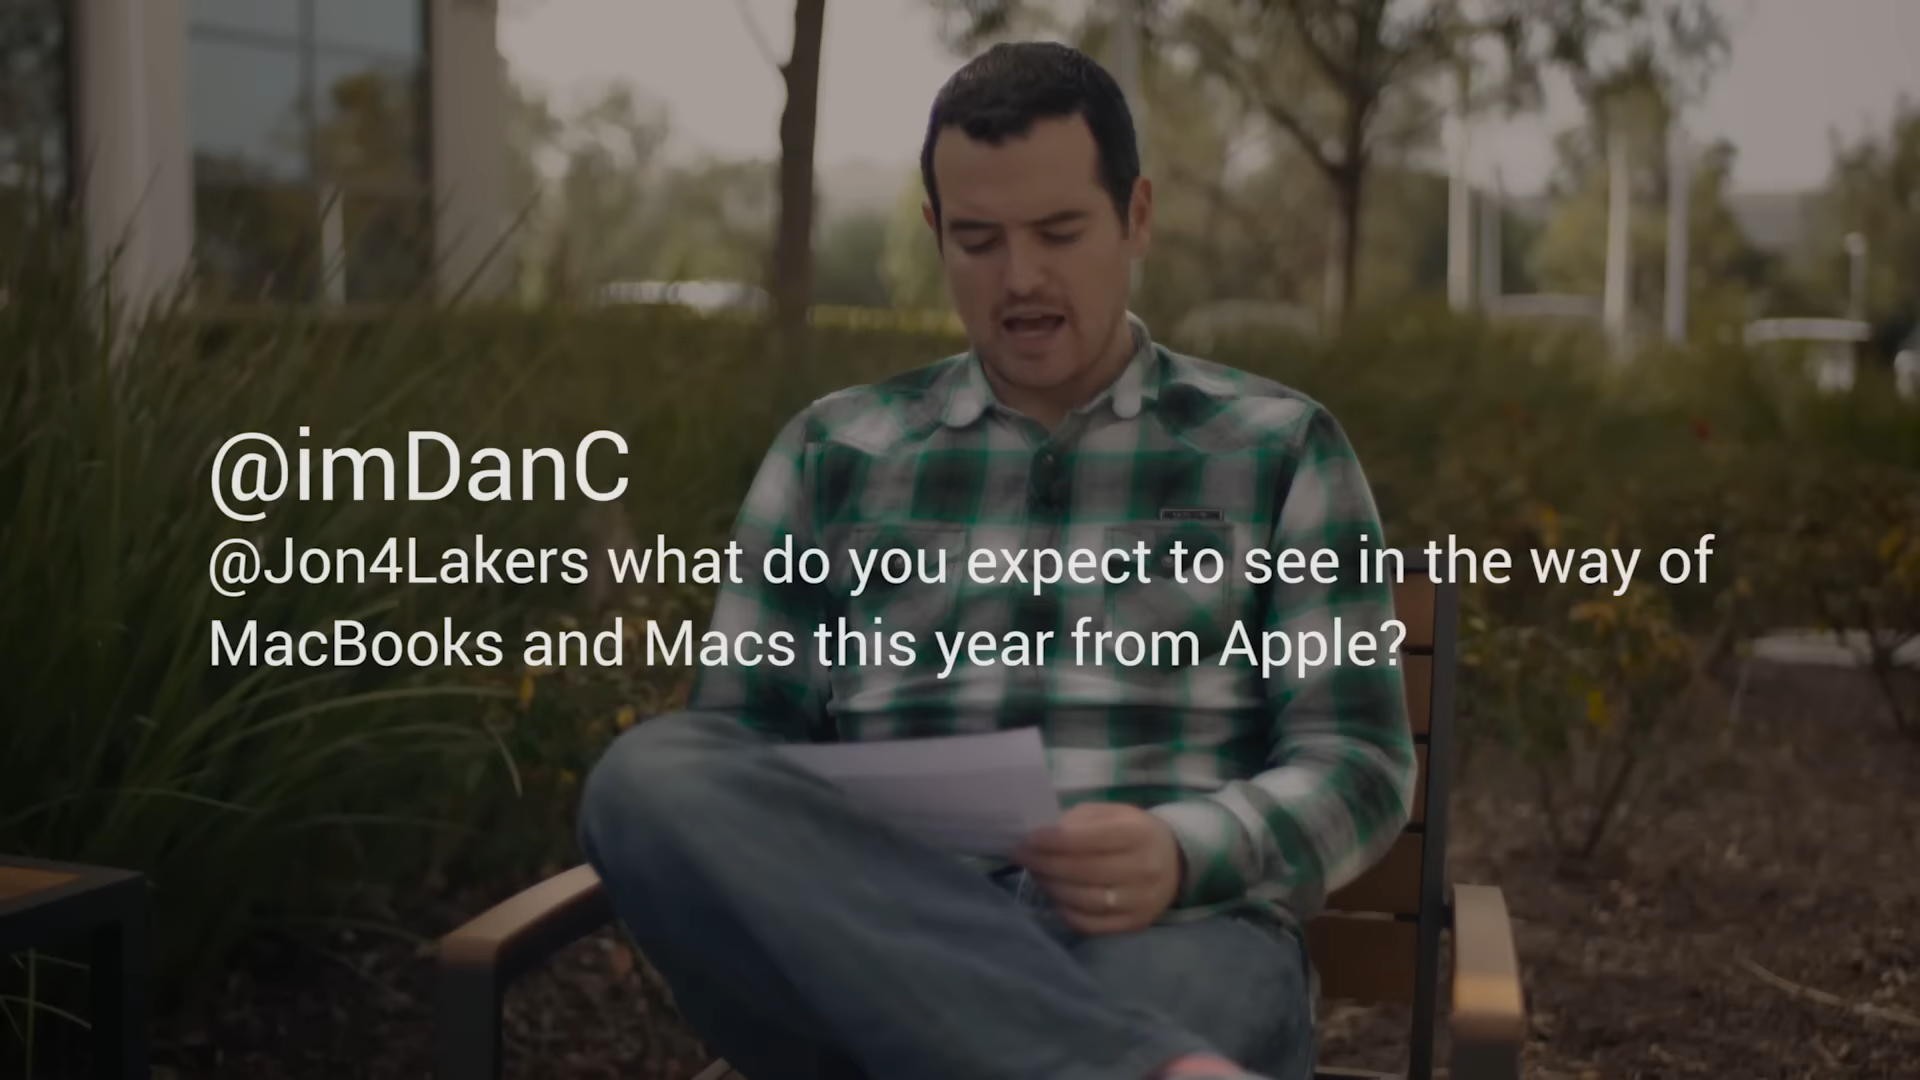 @imDanC
@Jon4Lakers what do you expect to see in the way of
MacBooks and Macs this year from Apple?